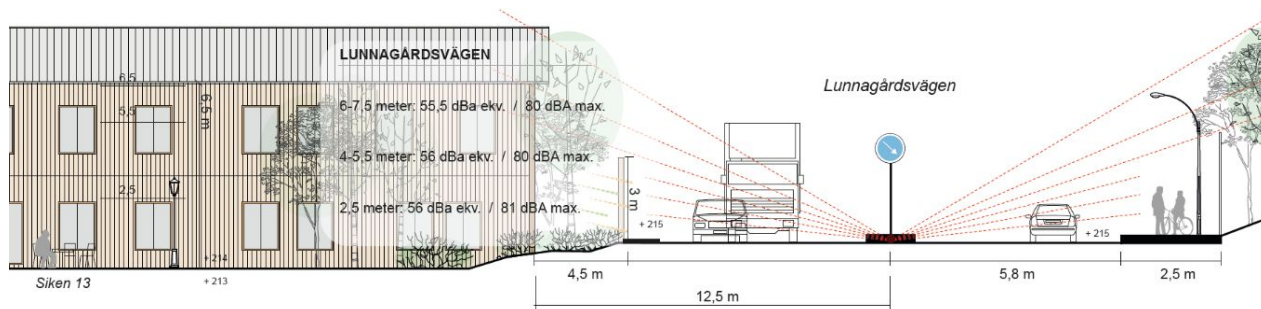 LUNNAGÅRDSVÄGEN
6-7,5 meter: 55,5 dBa ekv. / 80 dBA max.
4-5,5 meter: 56 dBa ekv. / 80 dBA max.
2,5 meter: 56 dBa ekv. / 81 dBA max.
Lunnagårdsvägen
6,5
6,5 m
5,5
2,5
3 m
+ 215
+ 215
+ 214
+ 213
Siken 13
4,5 m
5,8 m
2,5 m
12,5 m